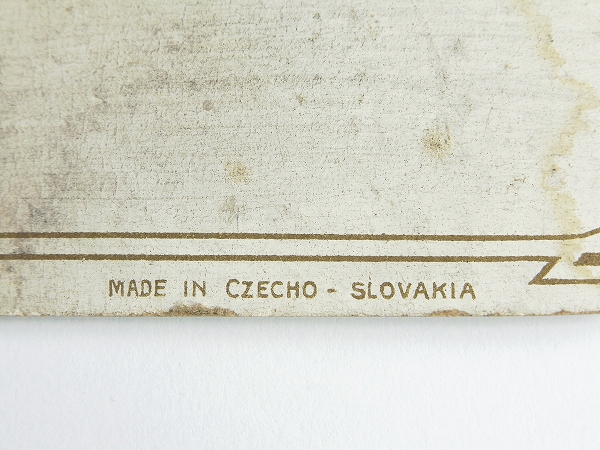 MADE IN CZECHO - SLOVAKIA